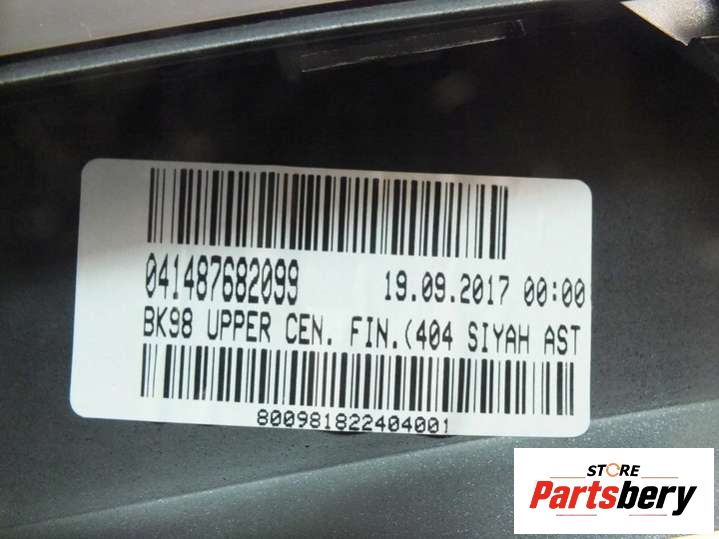 041487682099 19.09.2017 00:00
BK98 UPPER CEN. FIN.(404 SIYAH AST
800981822404001
STORE
Partsbery